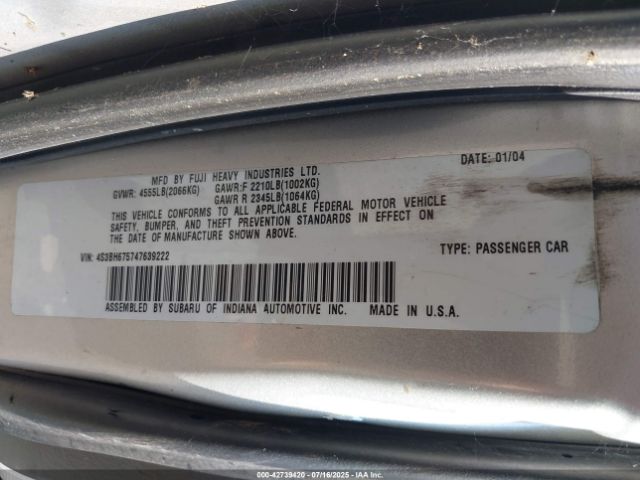 MFD BY FUJI HEAVY INDUSTRIES LTD.
DATE: 01/04
GVWR: 4555LB(2066KG)
GAWR:F 2210LB(1002KG)
GAWR R 2345LB(1064KG)
THIS VEHICLE CONFORMS TO ALL APPLICABLE FEDERAL MOTOR VEHICLE
SAFETY, BUMPER, AND THEFT PREVENTION STANDARDS IN EFFECT ON
THE DATE OF MANUFACTURE SHOWN ABOVE.
VIN: 4S3BH675747639222
TYPE: PASSENGER CAR
ASSEMBLED BY SUBARU OF INDIANA AUTOMOTIVE INC. MADE IN U.S.A.
000-42739420 - 07/16/2025 - IAAI.COM